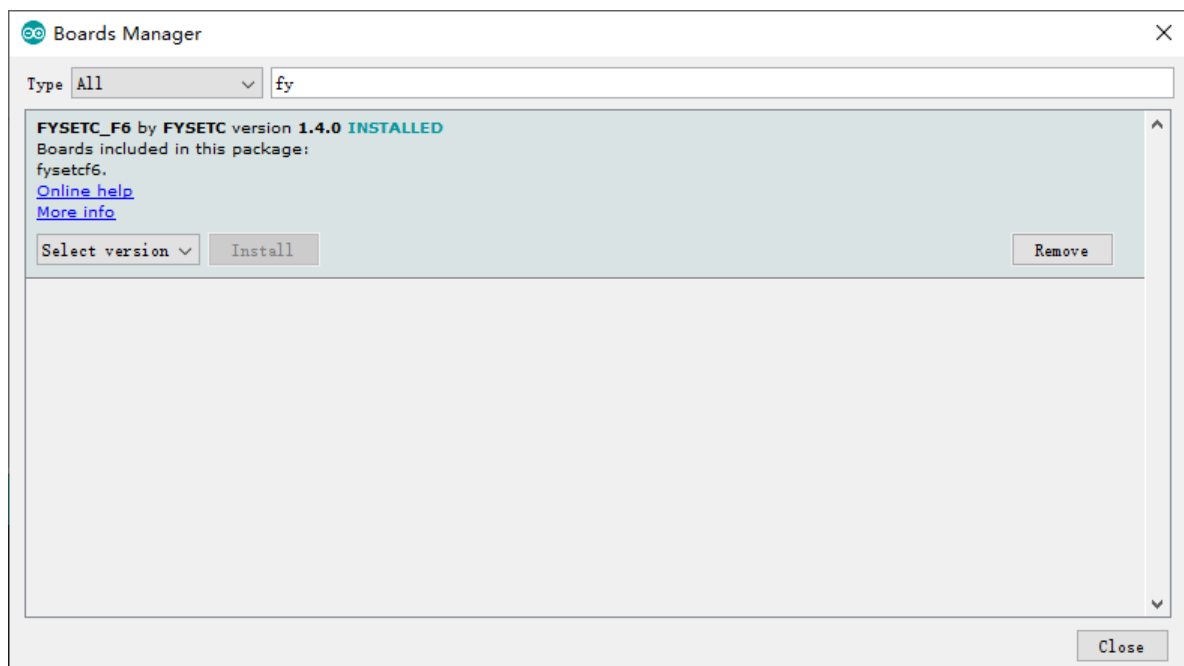 Boards Manager
Type All fy
FYSETC_F6 by FYSETC version 1.4.0 INSTALLED
Boards included in this package:
fysetcf6.
Online help
More info
Select version Install Remove
Close